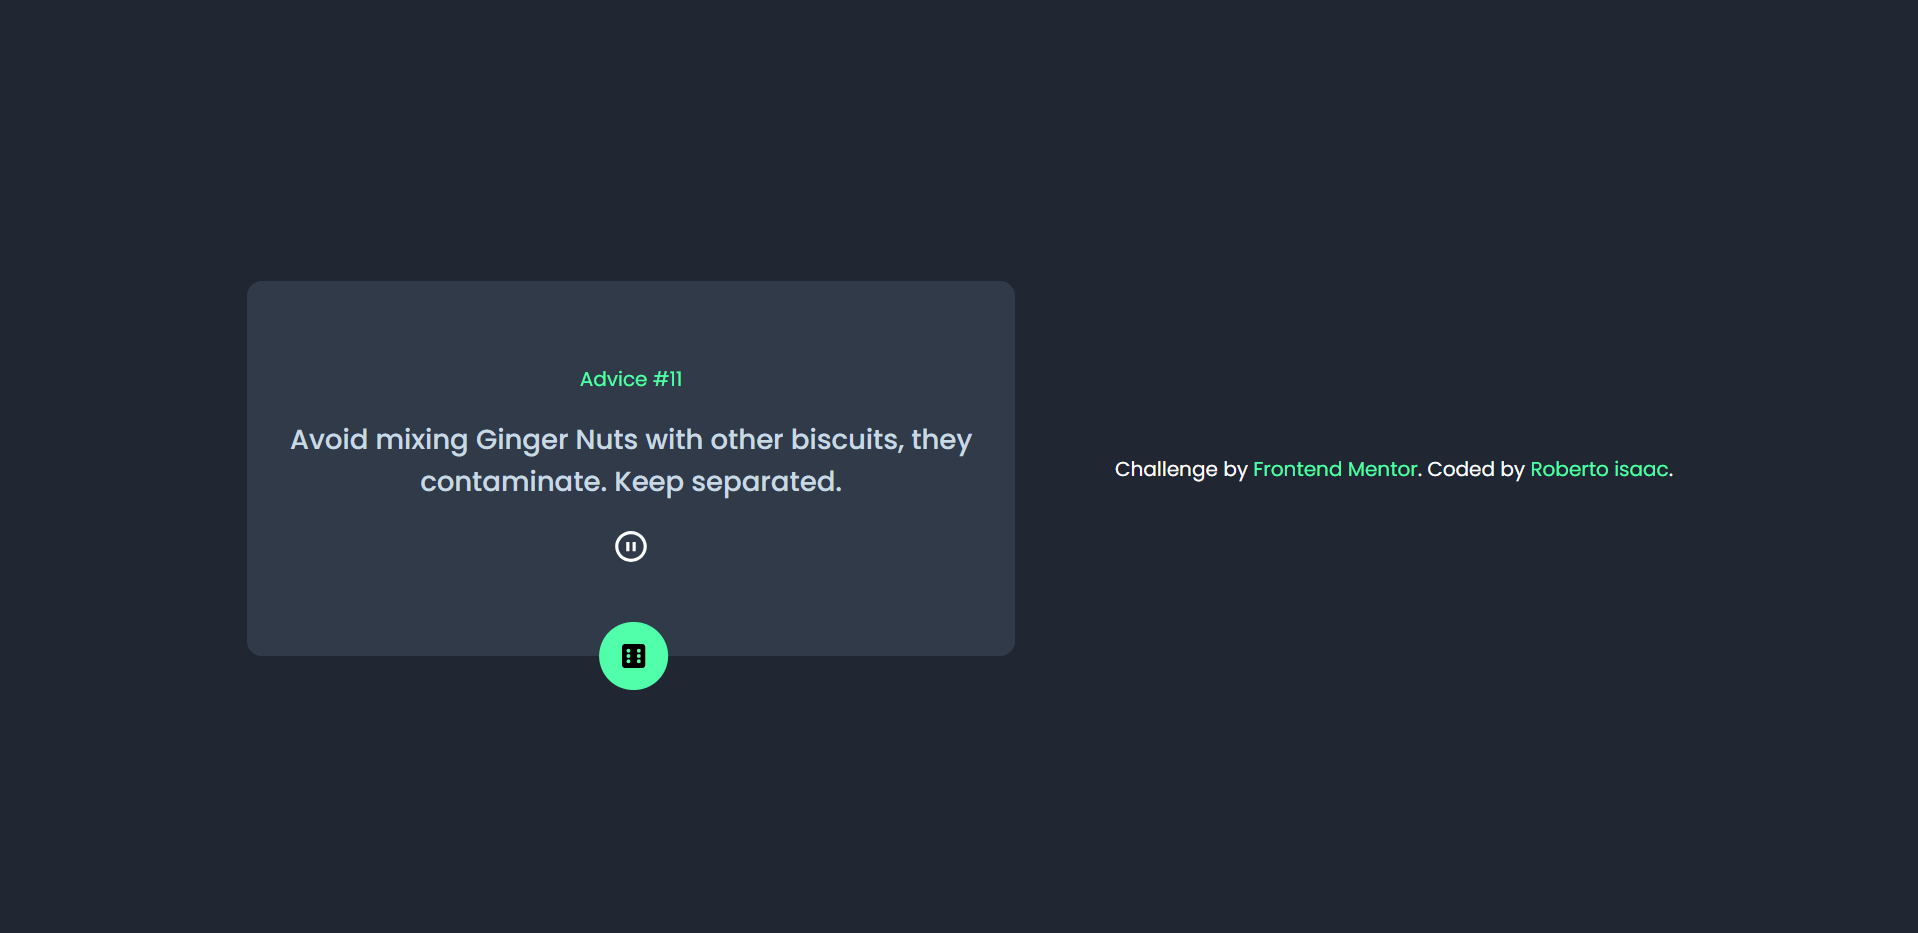 Advice #11
Avoid mixing Ginger Nuts with other biscuits, they
contaminate. Keep separated.
Challenge by Frontend Mentor. Coded by Roberto isaac.